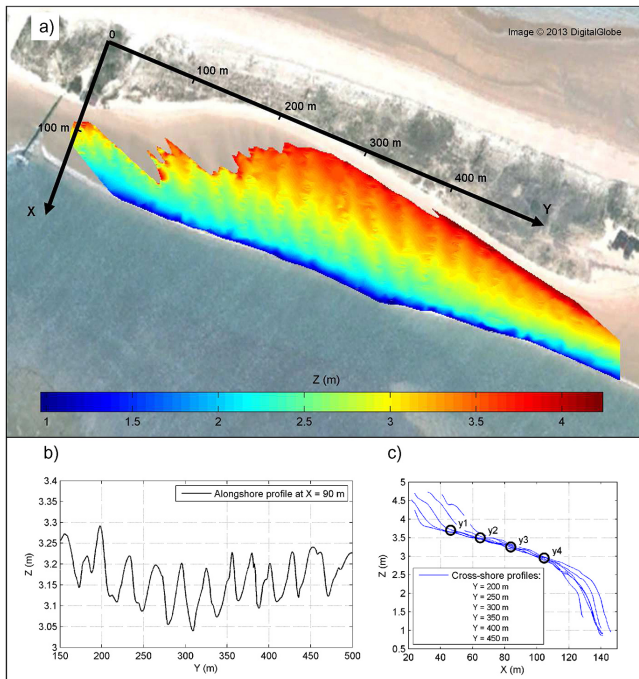 a)
Image © 2013 DigitalGlobe
0
100 m
200 m
300 m
400 m
100 m
X
Y
Z (m)
1 1.5 2 2.5 3 3.5 4
b)
3.4
3.35
3.3
3.25
3.2
3.15
3.1
3.05
3
Z (m)
Alongshore profile at X = 90 m
150 200 250 300 350 400 450 500
Y (m)
c)
5
4.5
4
3.5
3
2.5
2
1.5
1
0.5
Z (m)
y1
y2
y3
y4
Cross-shore profiles:
Y = 200 m
Y = 250 m
Y = 300 m
Y = 350 m
Y = 400 m
Y = 450 m
20 40 60 80 100 120 140
X (m)